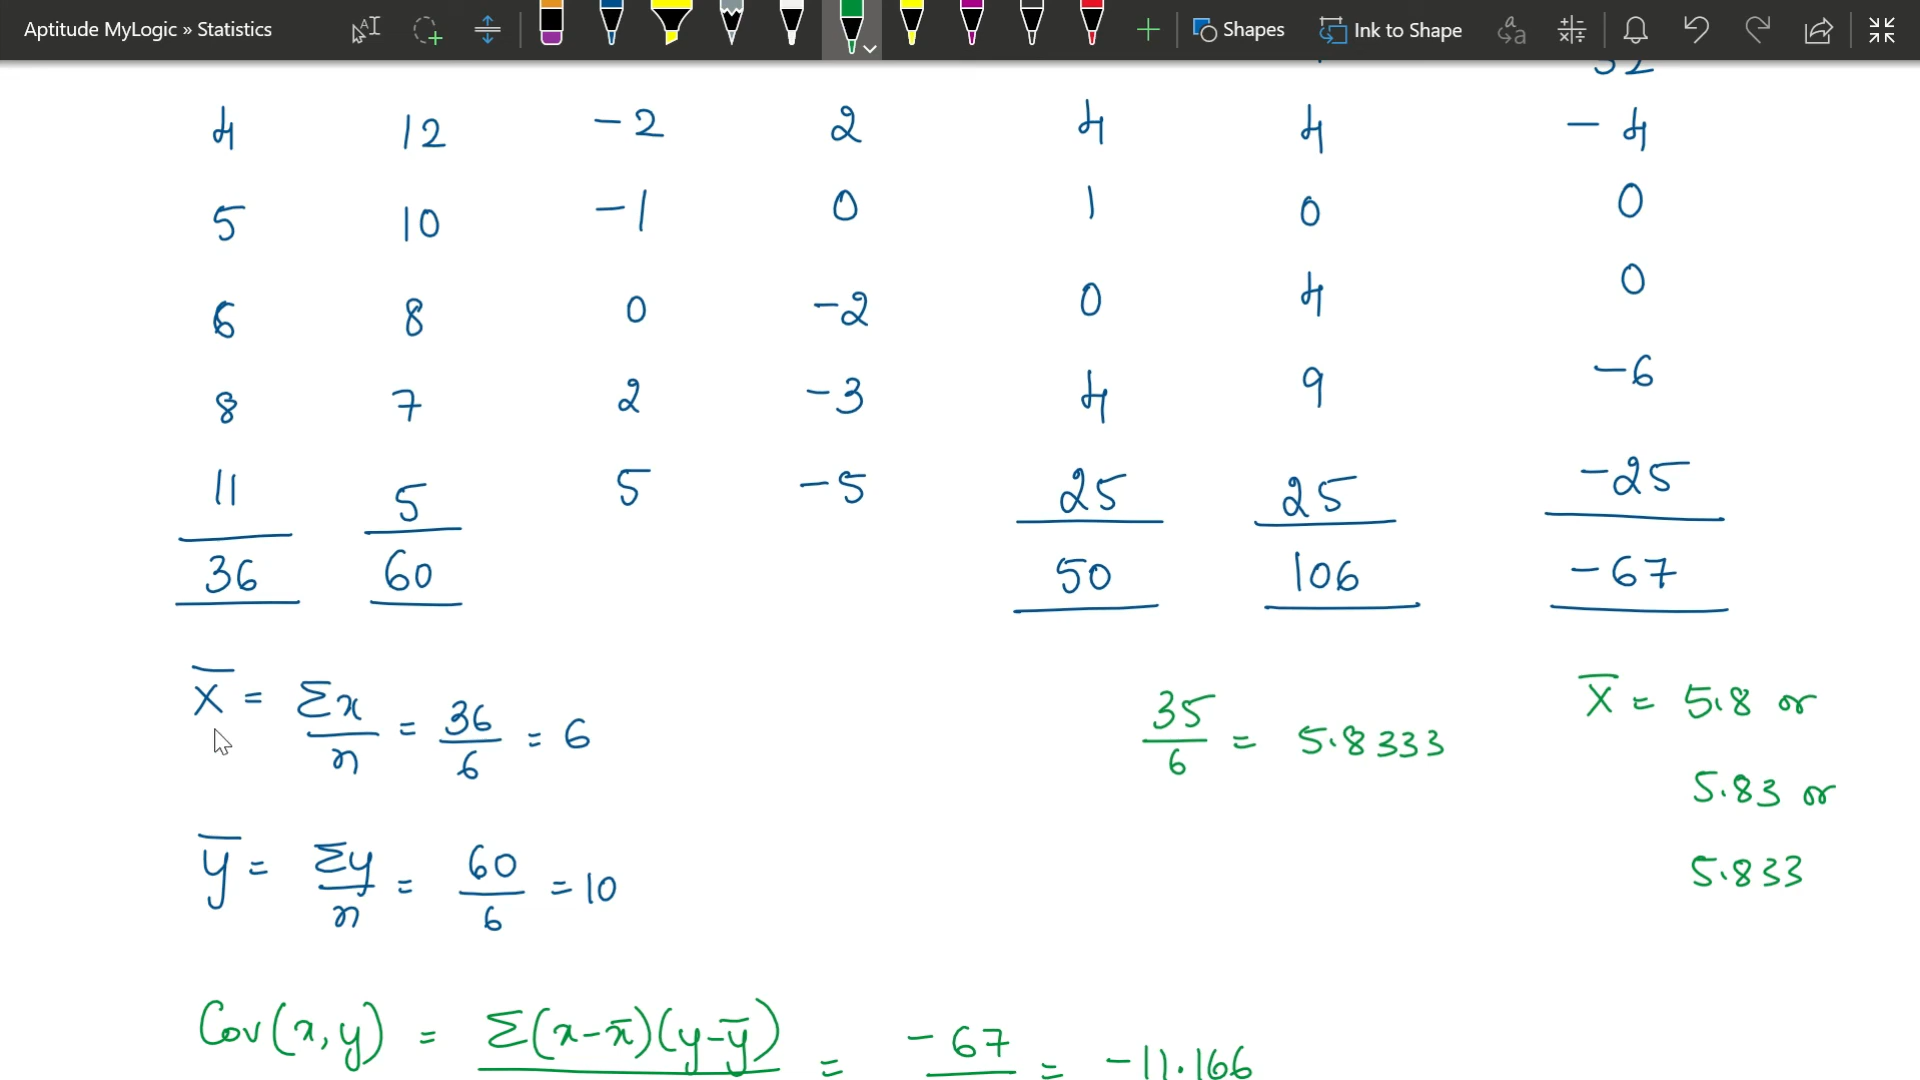 Aptitude MyLogic » Statistics Shapes Ink to Shape
4 12 -2 2 4 4 -4
5 10 -1 0 1 0 0
6 8 0 -2 0 4 0
8 7 2 -3 4 9 -6
11 5 5 -5 25 25 -25
36 60 50 106 -67
X̅ = Σx/n = 36/6 = 6
35/6 = 5.8333
X̅ = 5.8 or
5.83 or
5.833
y̅ = Σy/n = 60/6 = 10
Cov(x,y) = Σ(x-x̅)(y-y̅) = -67 = -11.166